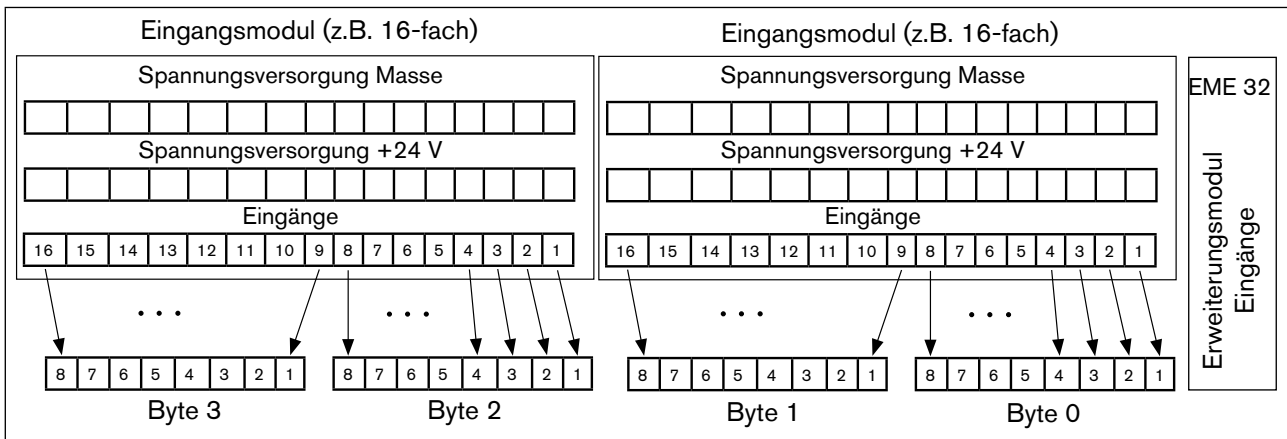 Eingangsmodul (z.B. 16-fach)
Spannungsversorgung Masse
Spannungsversorgung +24 V
Eingänge
16 15 14 13 12 11 10 9 8 7 6 5 4 3 2 1
. . . . . .
8 7 6 5 4 3 2 1 8 7 6 5 4 3 2 1
Byte 3 Byte 2
Eingangsmodul (z.B. 16-fach)
Spannungsversorgung Masse
Spannungsversorgung +24 V
Eingänge
16 15 14 13 12 11 10 9 8 7 6 5 4 3 2 1
. . . . . .
8 7 6 5 4 3 2 1 8 7 6 5 4 3 2 1
Byte 1 Byte 0
EME 32
Erweiterungsmodul
Eingänge